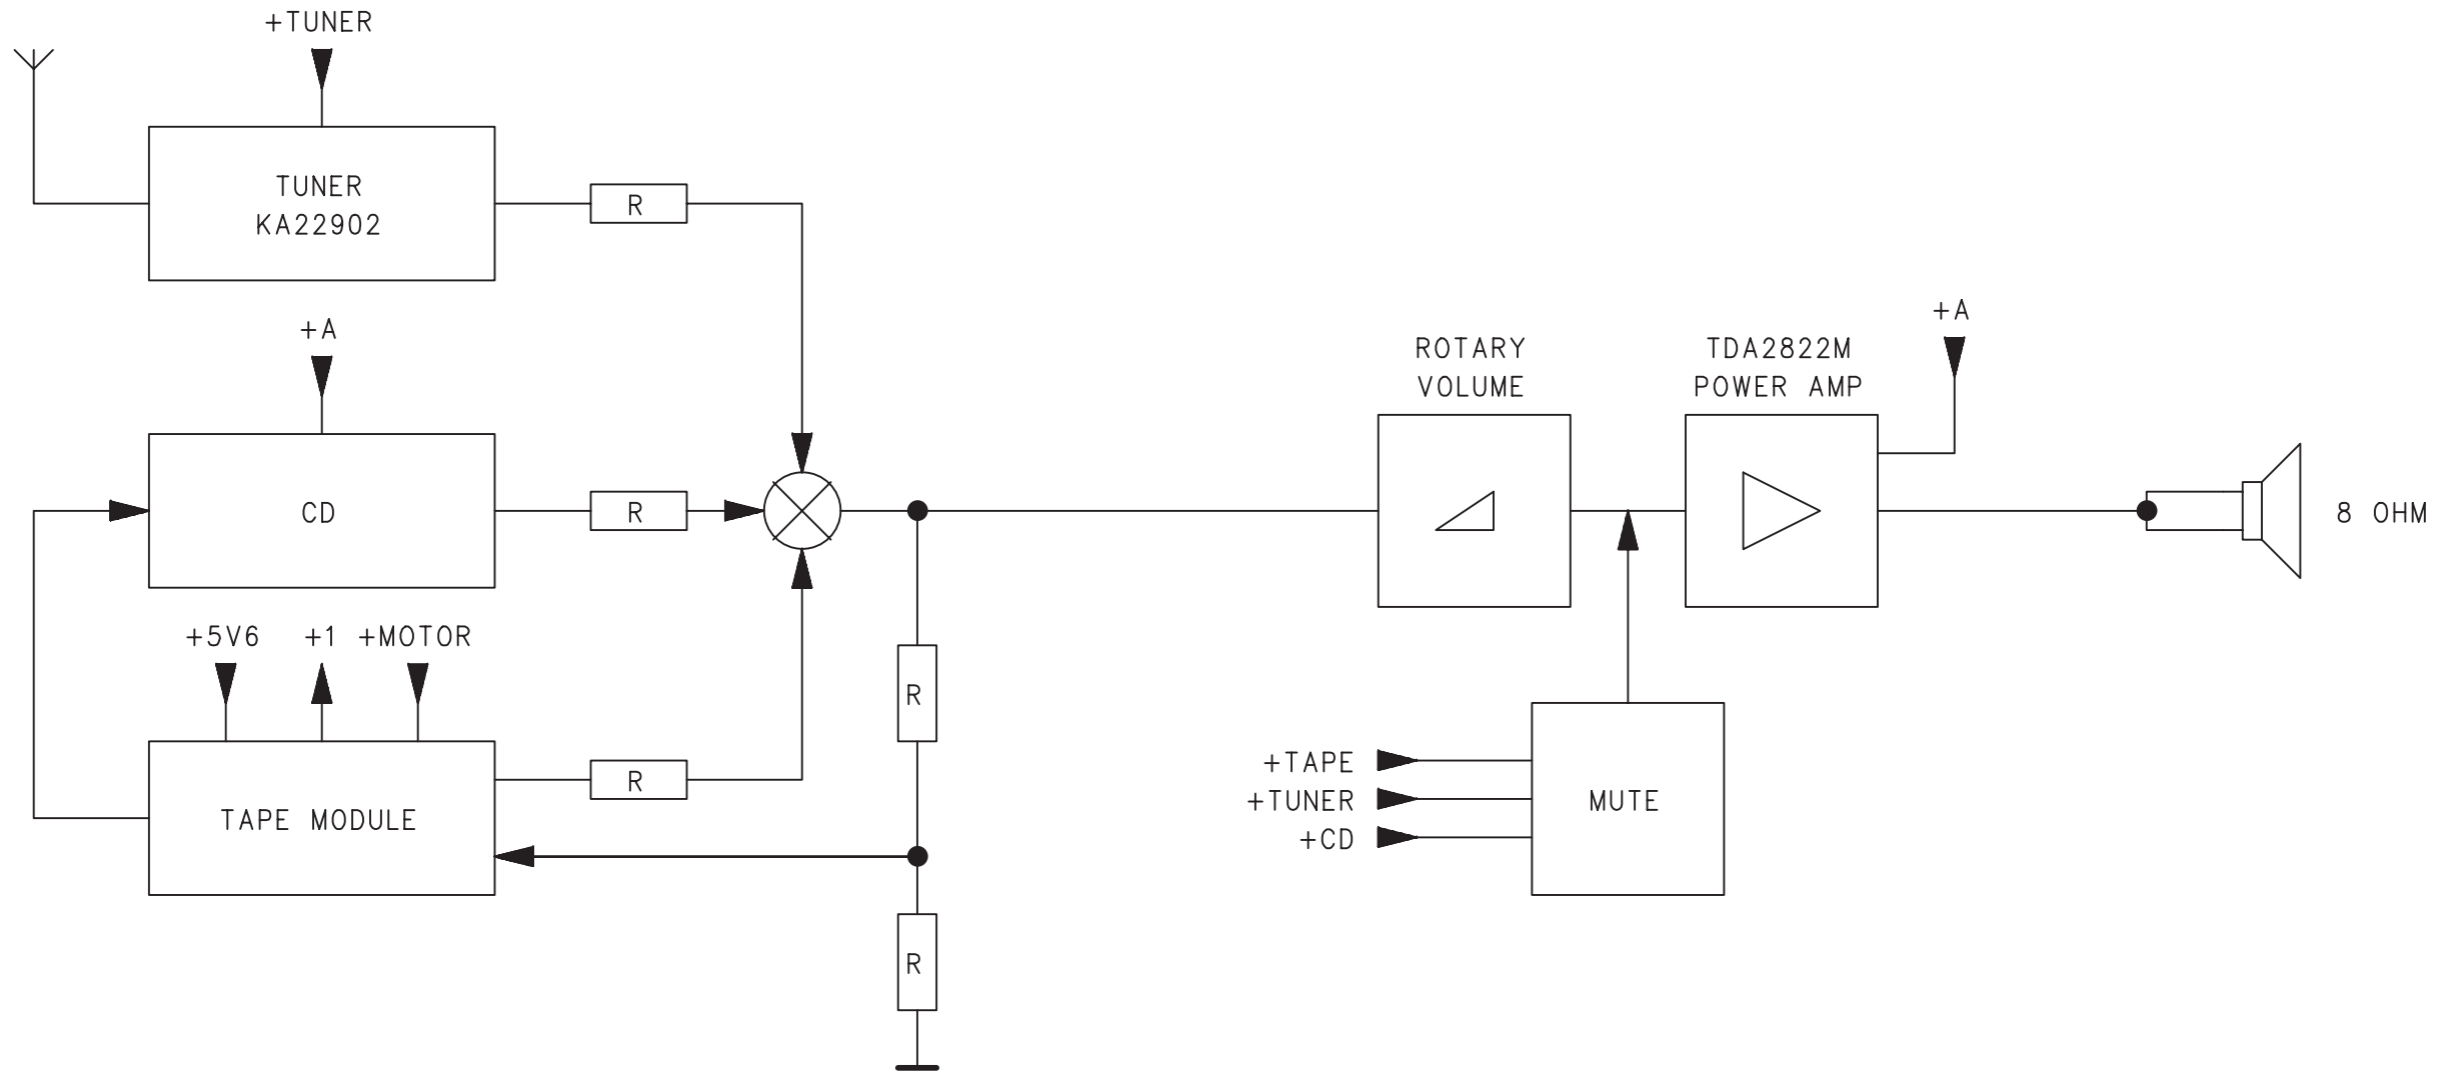 +TUNER
TUNER
KA22902
R
+A
CD
R
+5V6 +1 +MOTOR
TAPE MODULE
R
R
R
ROTARY
VOLUME
TDA2822M
POWER AMP
+A
8 OHM
+TAPE
+TUNER
+CD
MUTE